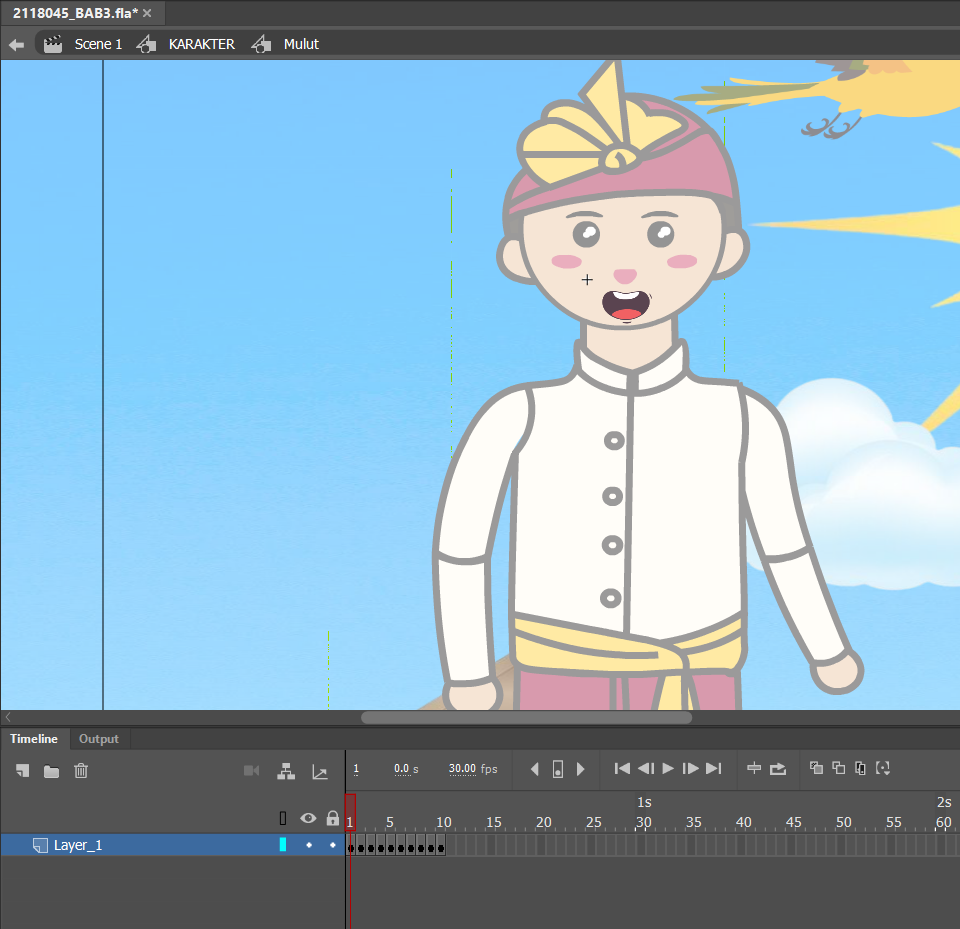 2118045_BAB3.fla* ×
Scene 1 KARAKTER Mulut
Timeline Output
1 0.0 s 30.00 fps
1s 2s
1 5 10 15 20 25 30 35 40 45 50 55 60
Layer_1